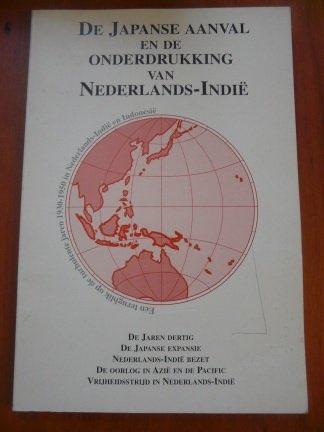 DE JAPANSE AANVAL
EN DE
ONDERDRUKKING
VAN
NEDERLANDS-INDIË
Een terugblik op de turbulente jaren 1930-1950 in Nederlands-Indië en Indonesië
DE JAREN DERTIG
DE JAPANSE EXPANSIE
NEDERLANDS-INDIË BEZET
DE OORLOG IN AZIË EN DE PACIFIC
VRIJHEIDSSTRIJD IN NEDERLANDS-INDIË